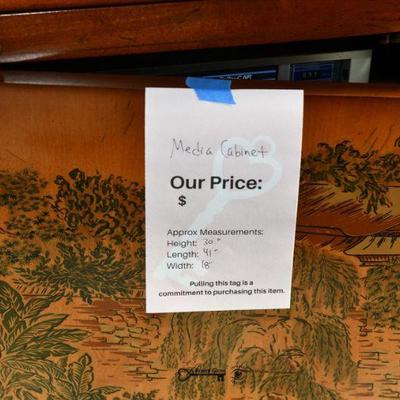 Media Cabinet
Our Price:
$
Approx Measurements:
Height: 30"
Length: 41"
Width: 18"
Pulling this tag is a
commitment to purchasing this item.